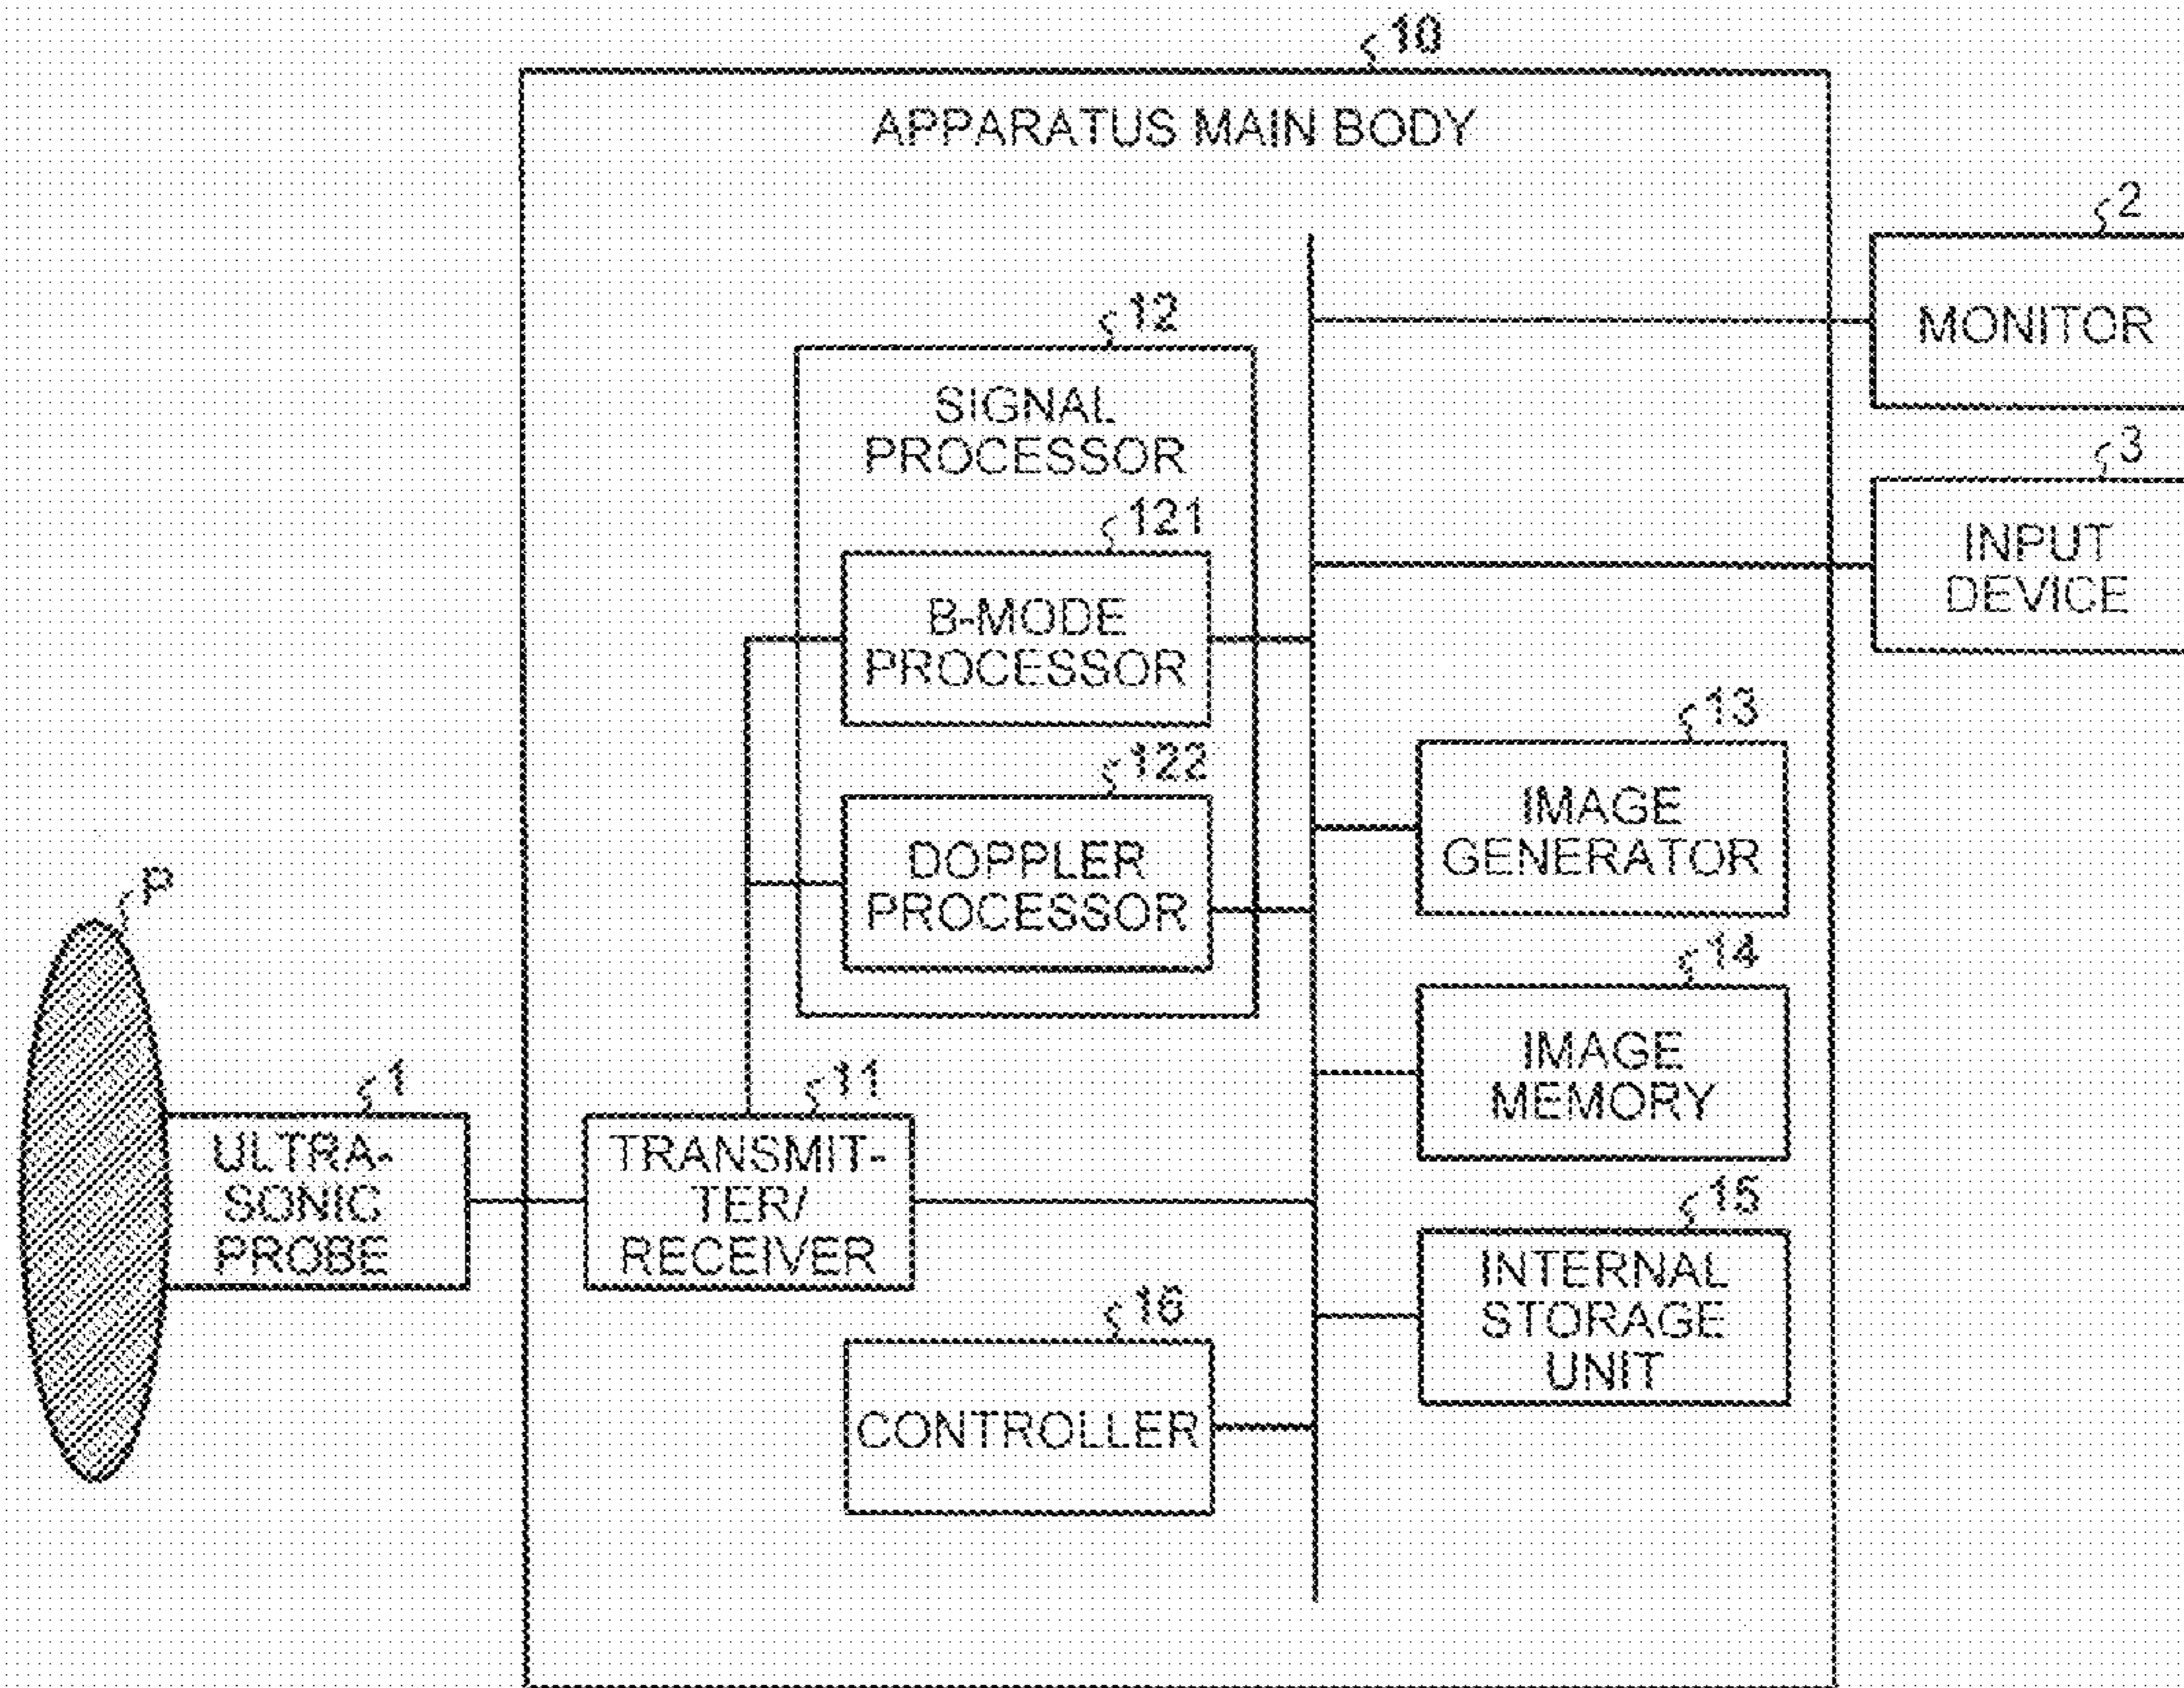 10
APPARATUS MAIN BODY
2
MONITOR
3
INPUT
DEVICE
12
SIGNAL
PROCESSOR
121
B-MODE
PROCESSOR
122
DOPPLER
PROCESSOR
13
IMAGE
GENERATOR
14
IMAGE
MEMORY
15
INTERNAL
STORAGE
UNIT
P
1
ULTRA-
SONIC
PROBE
11
TRANSMIT-
TER/
RECEIVER
16
CONTROLLER